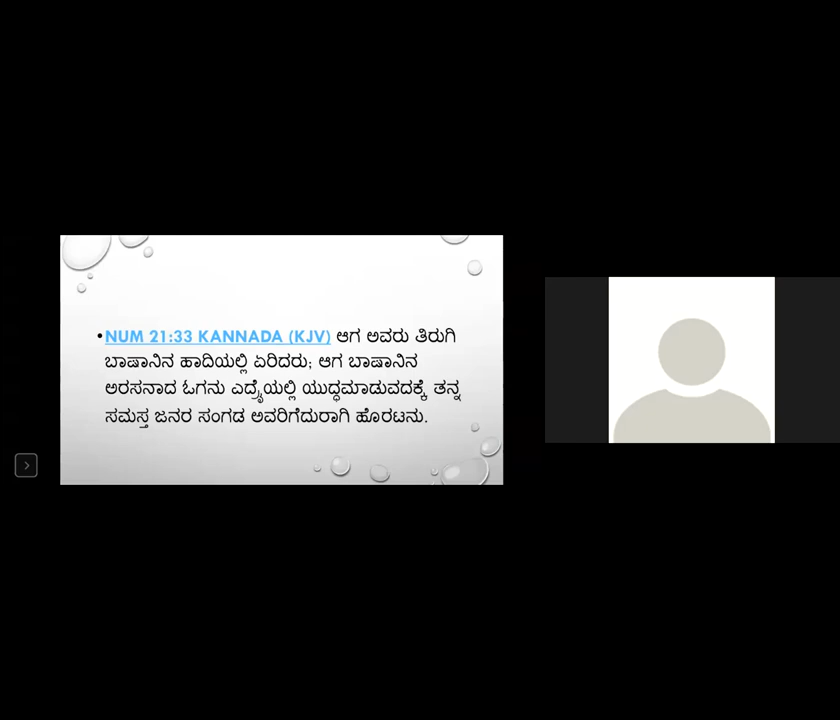 •NUM 21:33 KANNADA (KJV) ಆಗ ಅವರು ತಿರುಗಿ
ಬಾಷಾನಿನ ಹಾದಿಯಲ್ಲಿ ಏರಿದರು; ಆಗ ಬಾಷಾನಿನ
ಅರಸನಾದ ಓಗನು ಎದ್ರೈಯಲ್ಲಿ ಯುದ್ಧಮಾಡುವದಕ್ಕೆ ತನ್ನ
ಸಮಸ್ತ ಜನರ ಸಂಗಡ ಅವರಿಗೆದುರಾಗಿ ಹೊರಟನು.